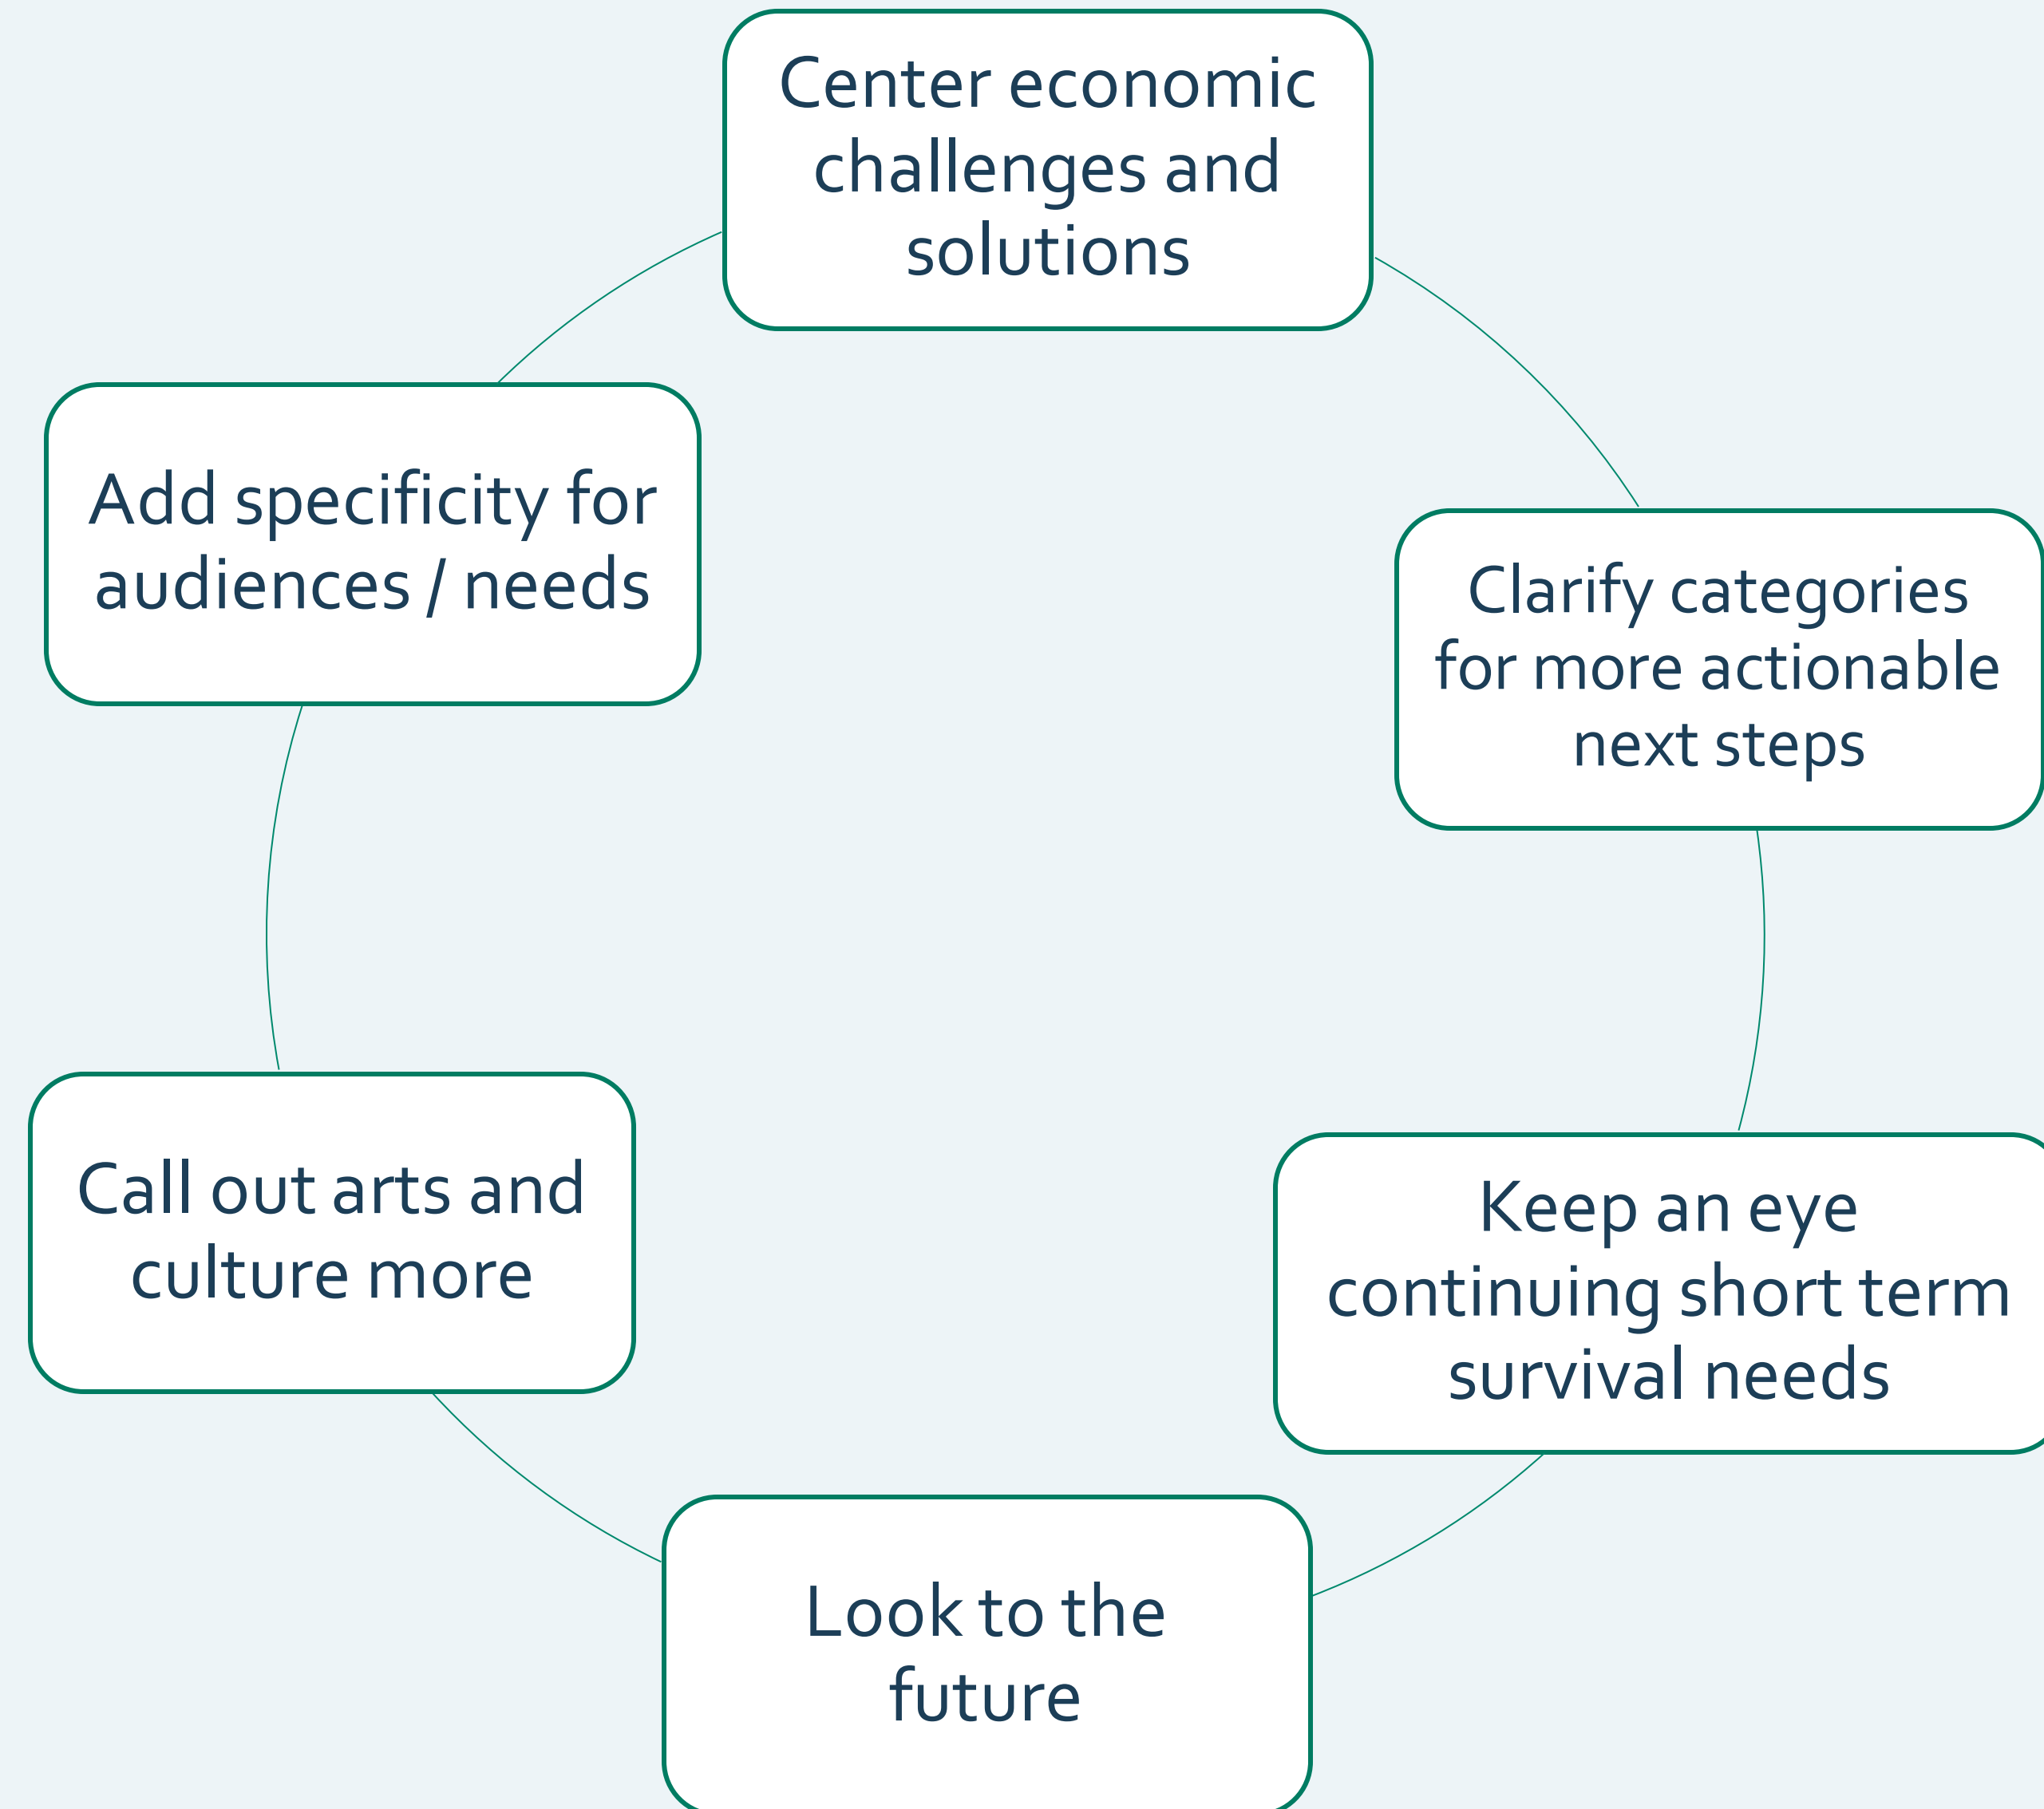 Center economic
challenges and
solutions
Add specificity for
audiences / needs
Clarify categories
for more actionable
next steps
Call out arts and
culture more
Keep an eye
continuing short term
survival needs
Look to the
future